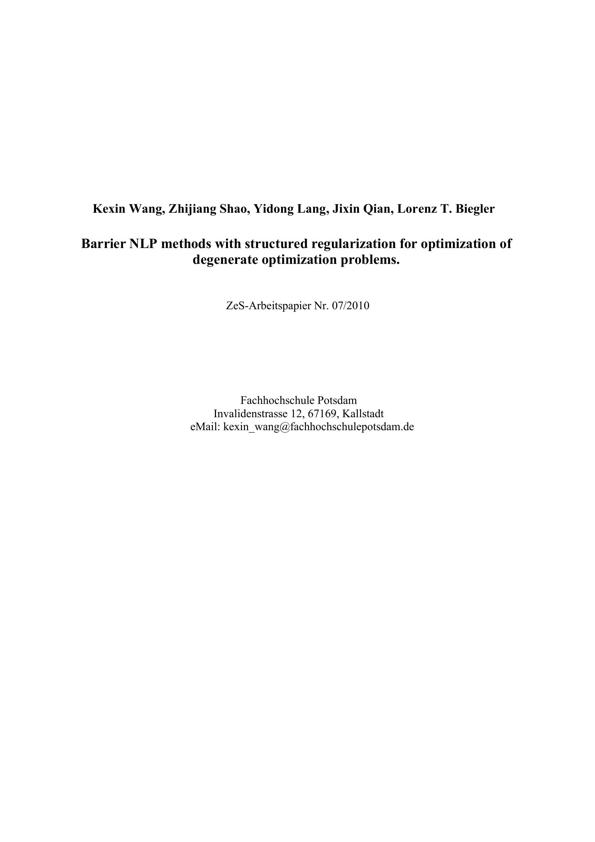 Kexin Wang, Zhijiang Shao, Yidong Lang, Jixin Qian, Lorenz T. Biegler
Barrier NLP methods with structured regularization for optimization of
degenerate optimization problems.
ZeS-Arbeitspapier Nr. 07/2010
Fachhochschule Potsdam
Invalidenstrasse 12, 67169, Kallstadt
eMail: kexin_wang@fachhochschulepotsdam.de